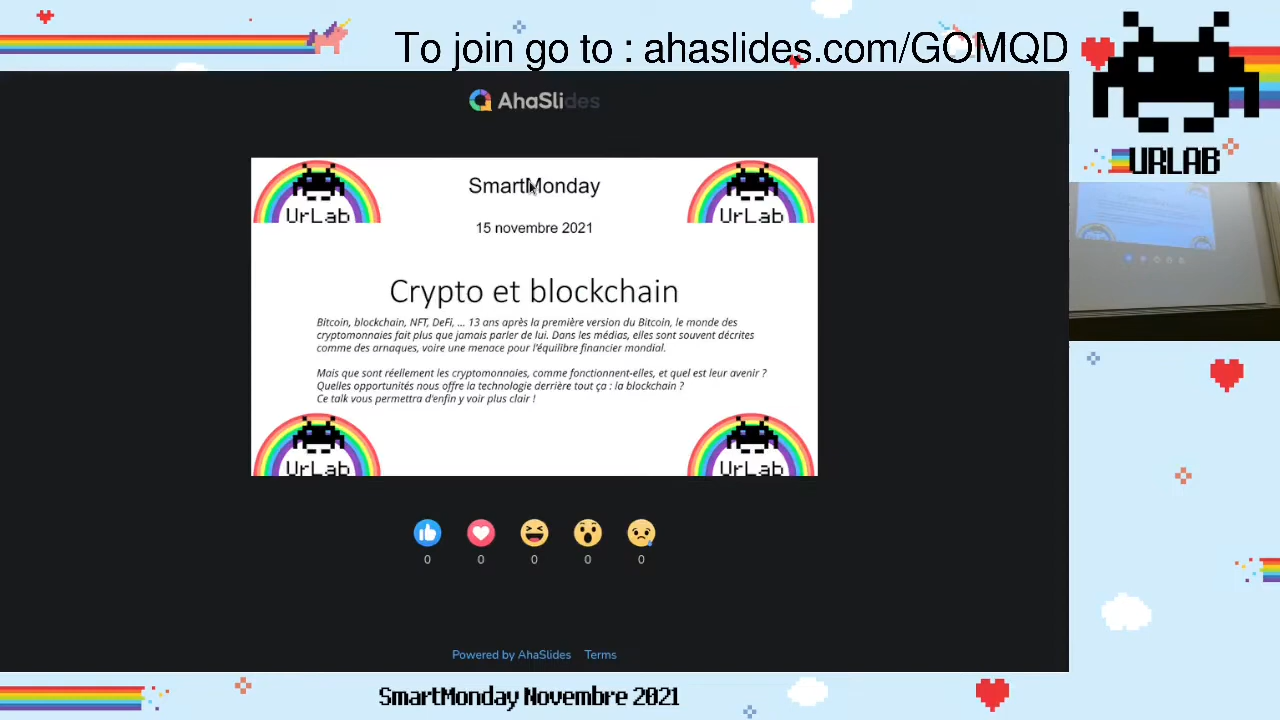 To join go to : ahaslides.com/GOMQD
AhaSlides
URLAB
SmartMonday
UrLab
UrLab
15 novembre 2021
Crypto et blockchain
Bitcoin, blockchain, NFT, DeFi, ... 13 ans après la première version du Bitcoin, le monde des
cryptomonnaies fait plus que jamais parler de lui. Dans les médias, elles sont souvent décrites
comme des arnaques, voire une menace pour l'équilibre financier mondial.
Mais que sont réellement les cryptomonnaies, comme fonctionnent-elles, et quel est leur avenir ?
Quelles opportunités nous offre la technologie derrière tout ça : la blockchain ?
Ce talk vous permettra d'enfin y voir plus clair !
UrLab
UrLab
0 0 0 0 0
Powered by AhaSlides Terms
SmartMonday Novembre 2021